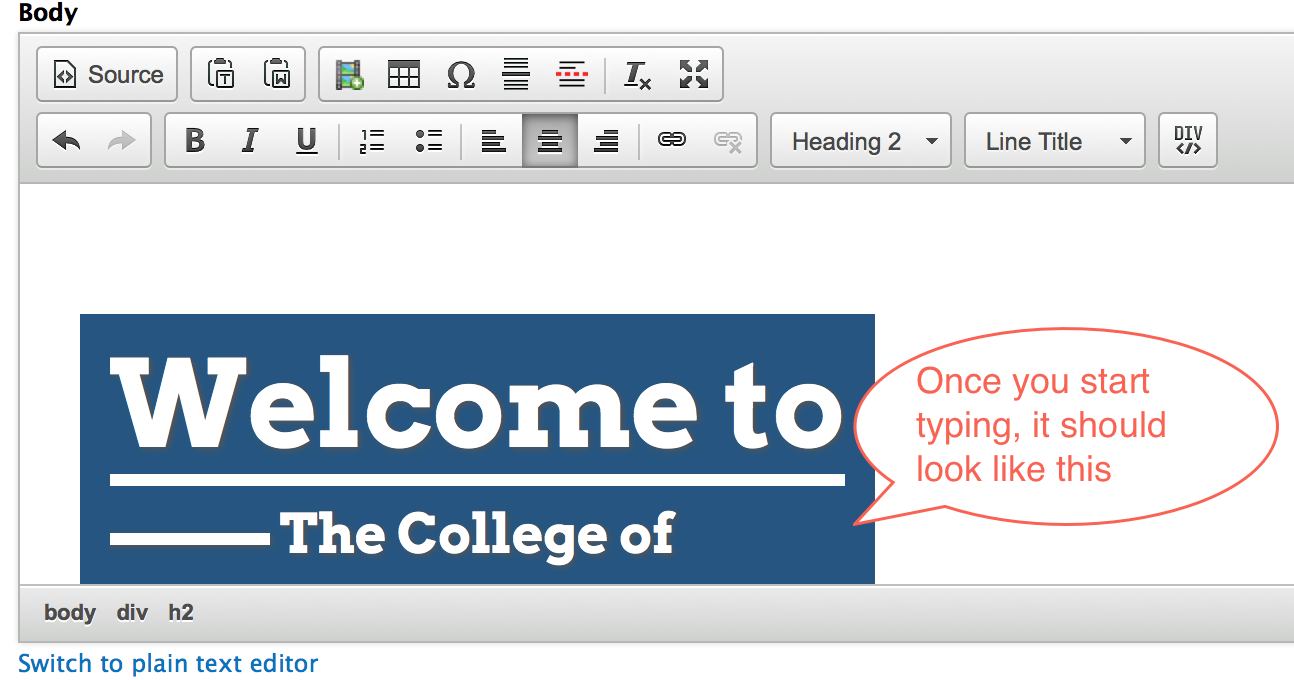 Body
Source
B I U
Heading 2
Line Title
DIV
Welcome to
The College of
Once you start
typing, it should
look like this
body div h2
Switch to plain text editor